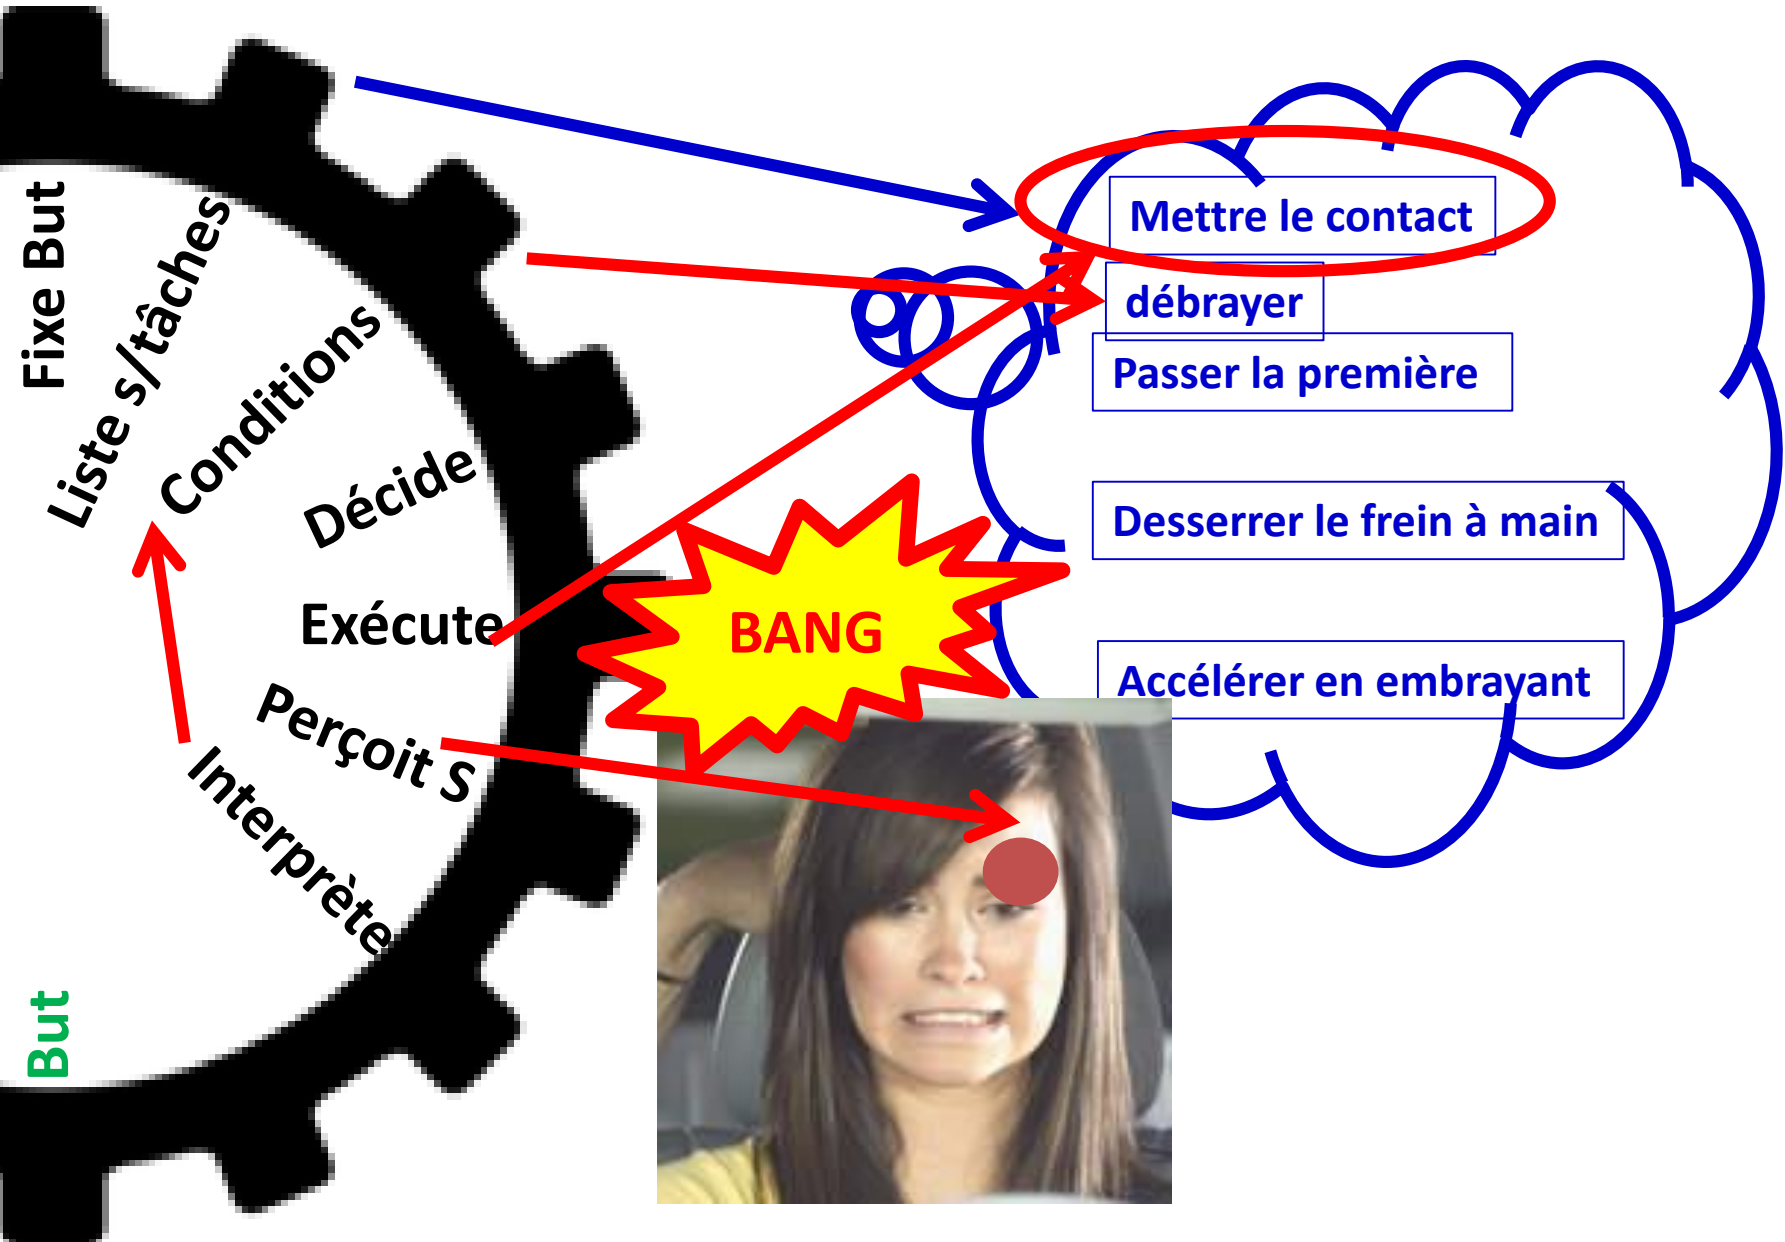 Fixe But
Liste s/tâches
Conditions
Décide
Exécute
Perçoit S
Interprète
But
BANG
Mettre le contact
débrayer
Passer la première
Desserrer le frein à main
Accélérer en embrayant